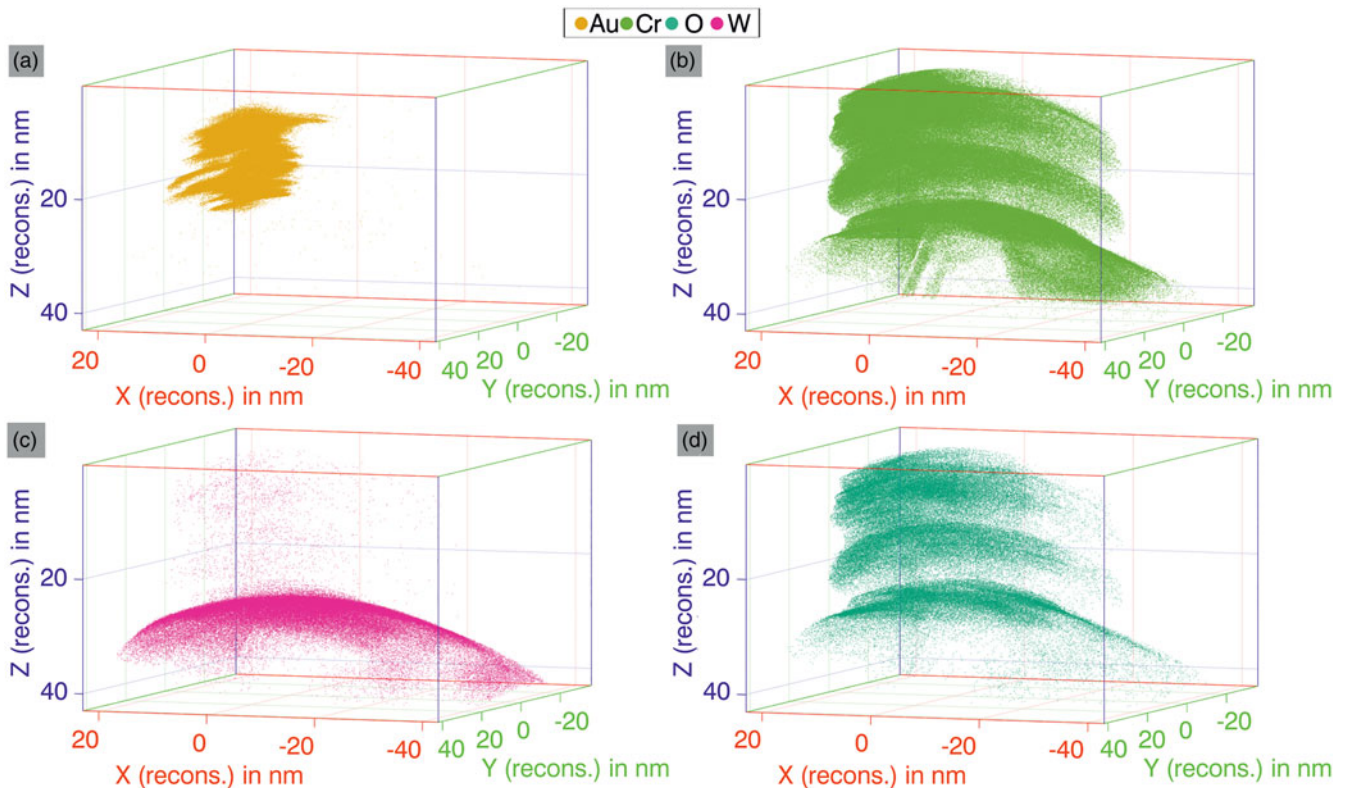 Au Cr O W
(a)
Z (recons.) in nm
20
40
20 0 -20 -40
X (recons.) in nm
40 20 0 -20
Y (recons.) in nm
(b)
Z (recons.) in nm
20
40
20 0 -20 -40
X (recons.) in nm
40 20 0 -20
Y (recons.) in nm
(c)
Z (recons.) in nm
20
40
20 0 -20 -40
X (recons.) in nm
40 20 0 -20
Y (recons.) in nm
(d)
Z (recons.) in nm
20
40
20 0 -20 -40
X (recons.) in nm
40 20 0 -20
Y (recons.) in nm